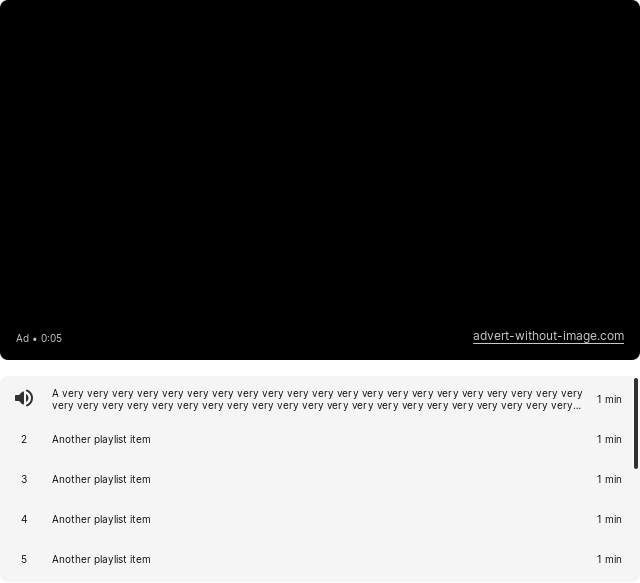 Ad • 0:05
advert-without-image.com
A very very very very very very very very very very very very very very very very very very very very very
very very very very very very very very very very very very very very very very very very very very very...
1 min
2 Another playlist item 1 min
3 Another playlist item 1 min
4 Another playlist item 1 min
5 Another playlist item 1 min